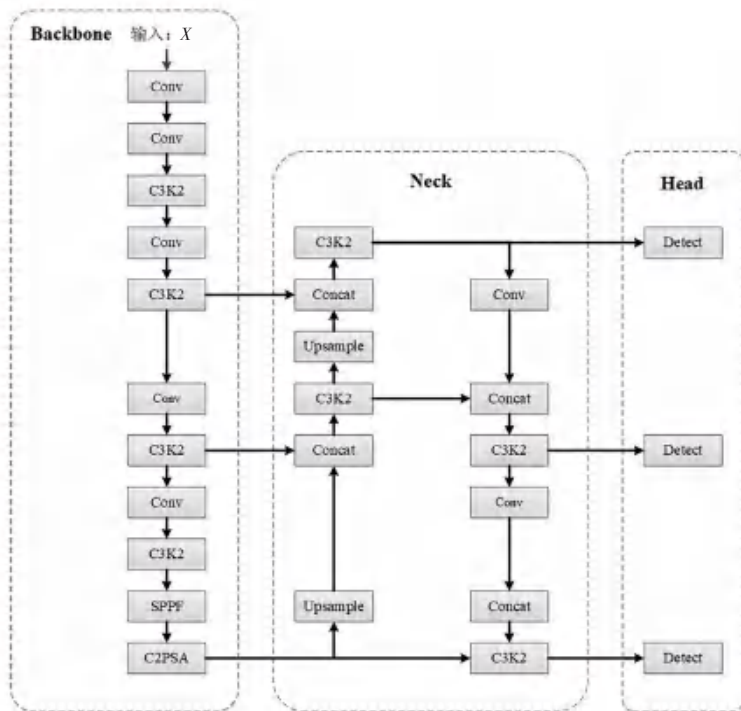 Backbone 输入：X
Conv
Conv
C3K2
Conv
C3K2
Conv
C3K2
Conv
C3K2
SPPF
C2PSA
Neck
C3K2
Concat
Upsample
C3K2
Concat
Upsample
Conv
Concat
C3K2
Conv
Concat
C3K2
Head
Detect
Detect
Detect